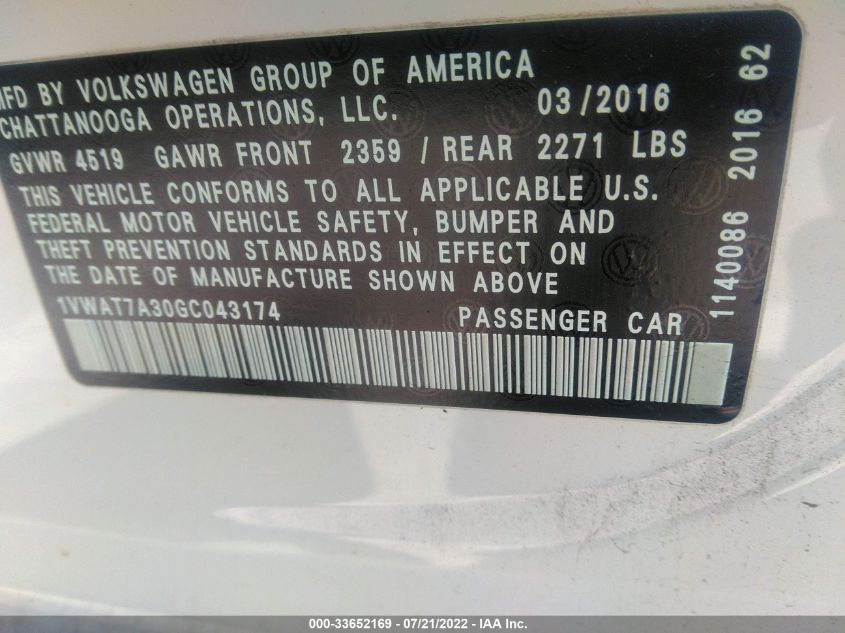 MFD BY VOLKSWAGEN GROUP OF AMERICA
CHATTANOOGA OPERATIONS, LLC. 03/2016
GVWR 4519 GAWR FRONT 2359 / REAR 2271 LBS
THIS VEHICLE CONFORMS TO ALL APPLICABLE U.S.
FEDERAL MOTOR VEHICLE SAFETY, BUMPER AND
THEFT PREVENTION STANDARDS IN EFFECT ON
THE DATE OF MANUFACTURE SHOWN ABOVE
1VWAT7A30GC043174 PASSENGER CAR
1140086 2016 62
000-33652169 - 07/21/2022 - IAA Inc.